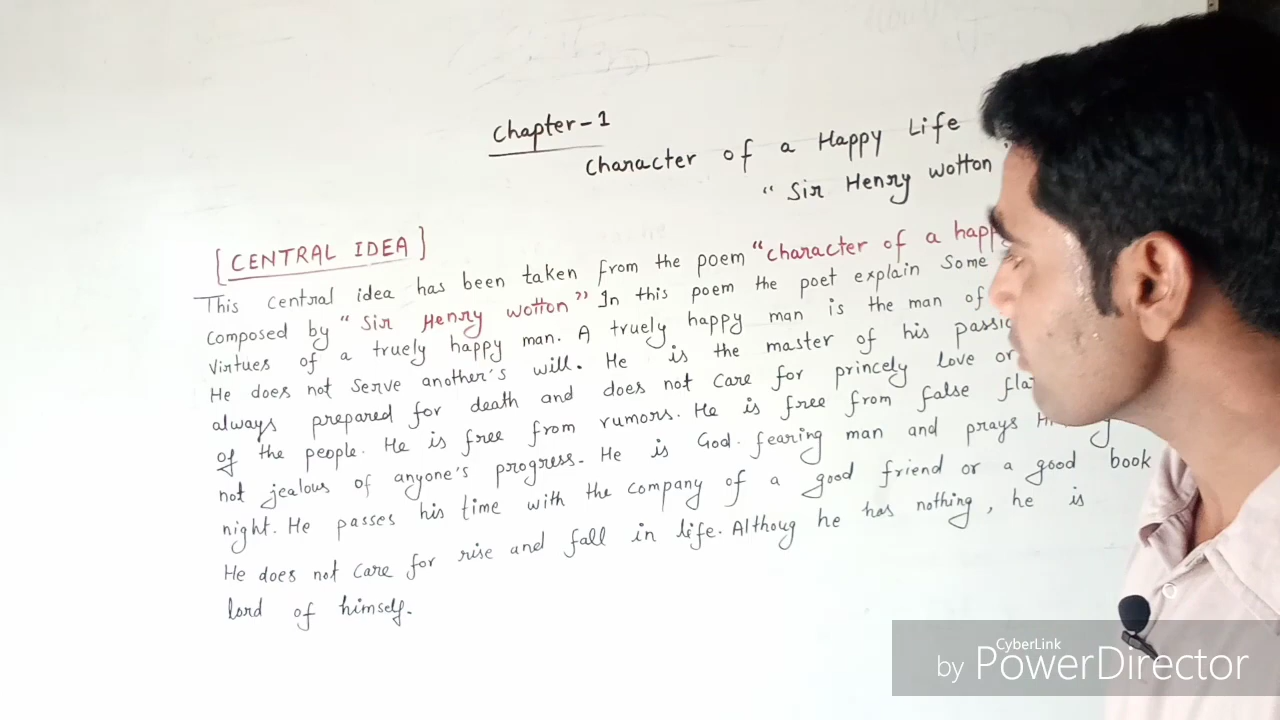 Chapter-1
Character of a Happy Life
"Sir Henry Wotton"
[CENTRAL IDEA]
This central idea has been taken from the poem "character of a
composed by "Sir Henry Wotton" In this poem the poet explain some
virtues of a truely happy man. A truely happy man is the man of
He does not serve another's will. He is the master of his
always prepared for death and does not care for princely love or
of the people. He is free from rumors. He is free from false
not jealous of anyone's progress. He is God fearing man and prays
night. He passes his time with the company of a good friend or a good book
He does not care for rise and fall in life. Althoug he has nothing, he is
lord of himself.
CyberLink
by PowerDirector